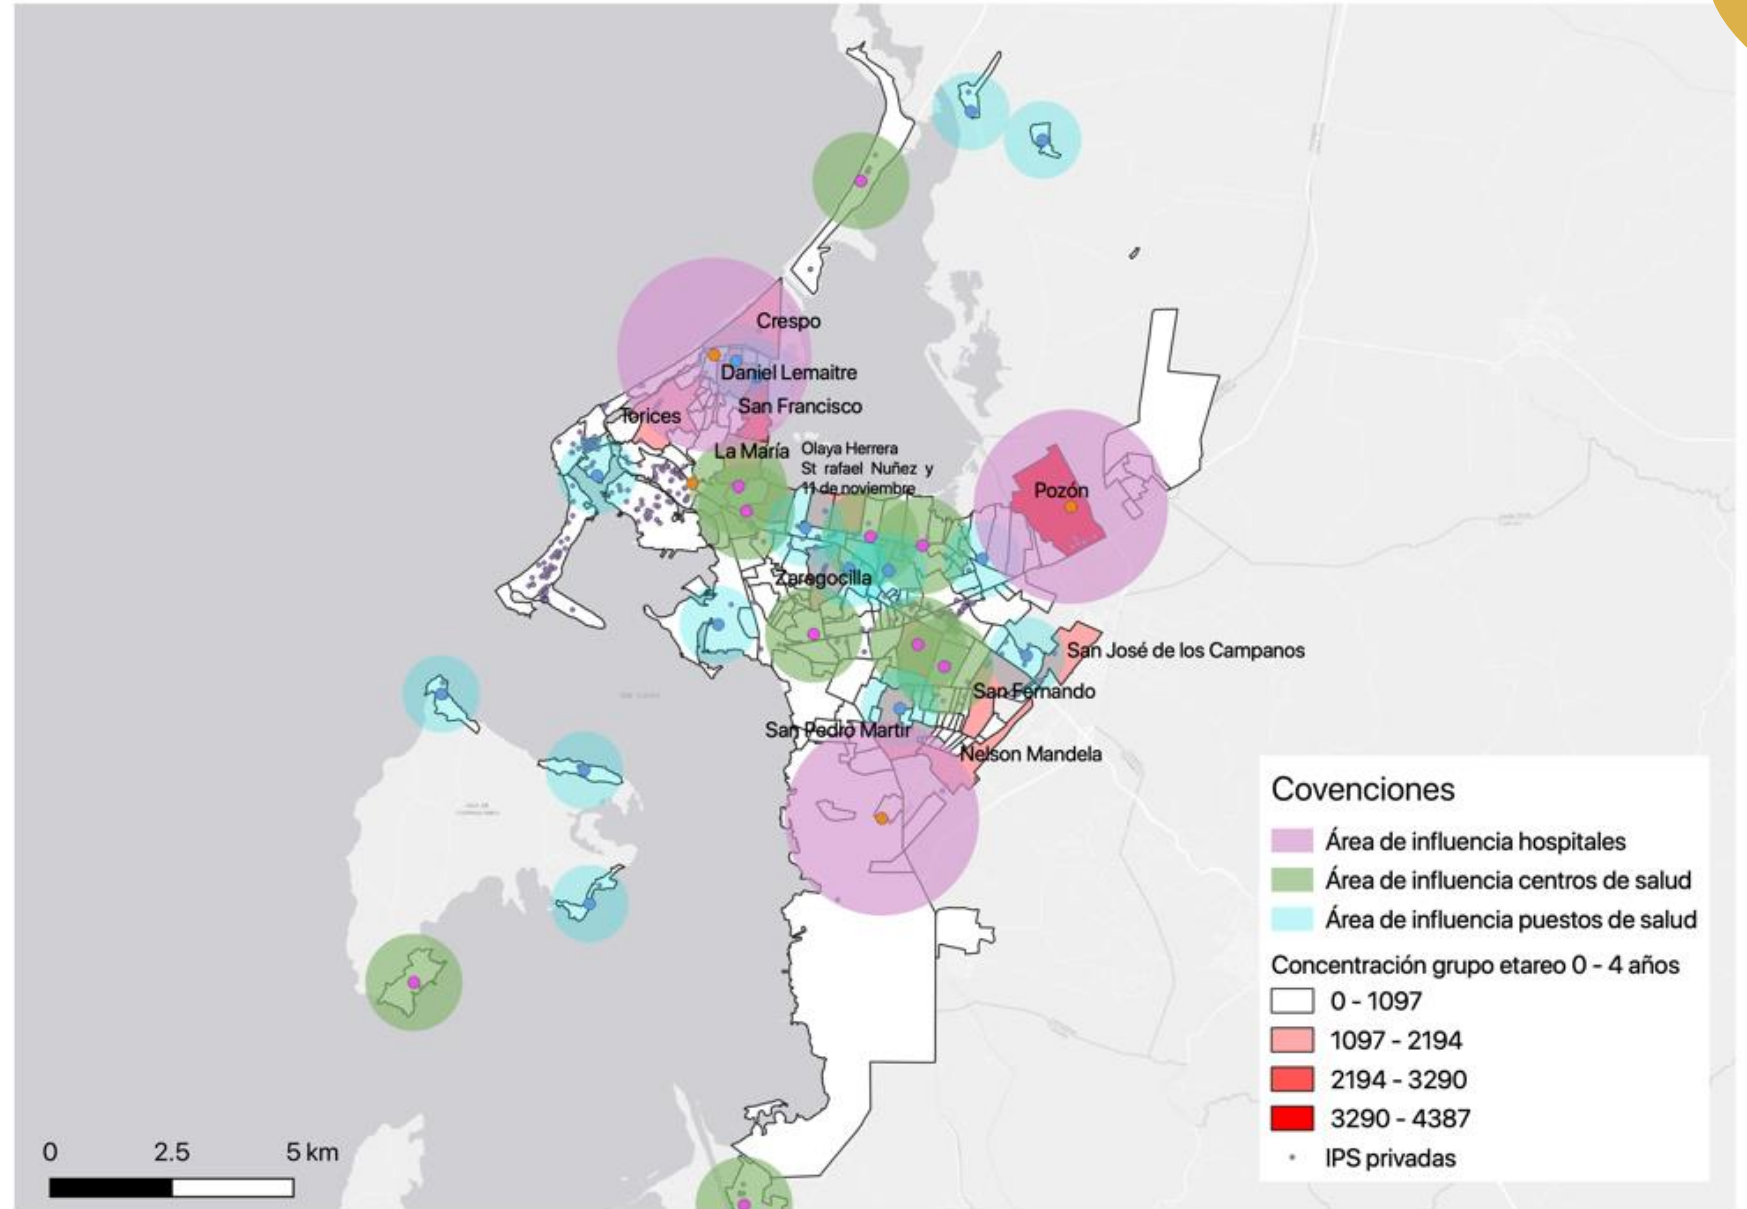 Crespo
Daniel Lemaitre
San Francisco
Torices
La María
Olaya Herrera
St rafael Nuñez y
11 de noviembre
Pozón
Zaragocilla
San José de los Campanos
San Fernando
San Pedro Martir
Nelson Mandela
Covenciones
Área de influencia hospitales
Área de influencia centros de salud
Área de influencia puestos de salud
Concentración grupo etareo 0 - 4 años
0 - 1097
1097 - 2194
2194 - 3290
3290 - 4387
IPS privadas
0 2.5 5 km